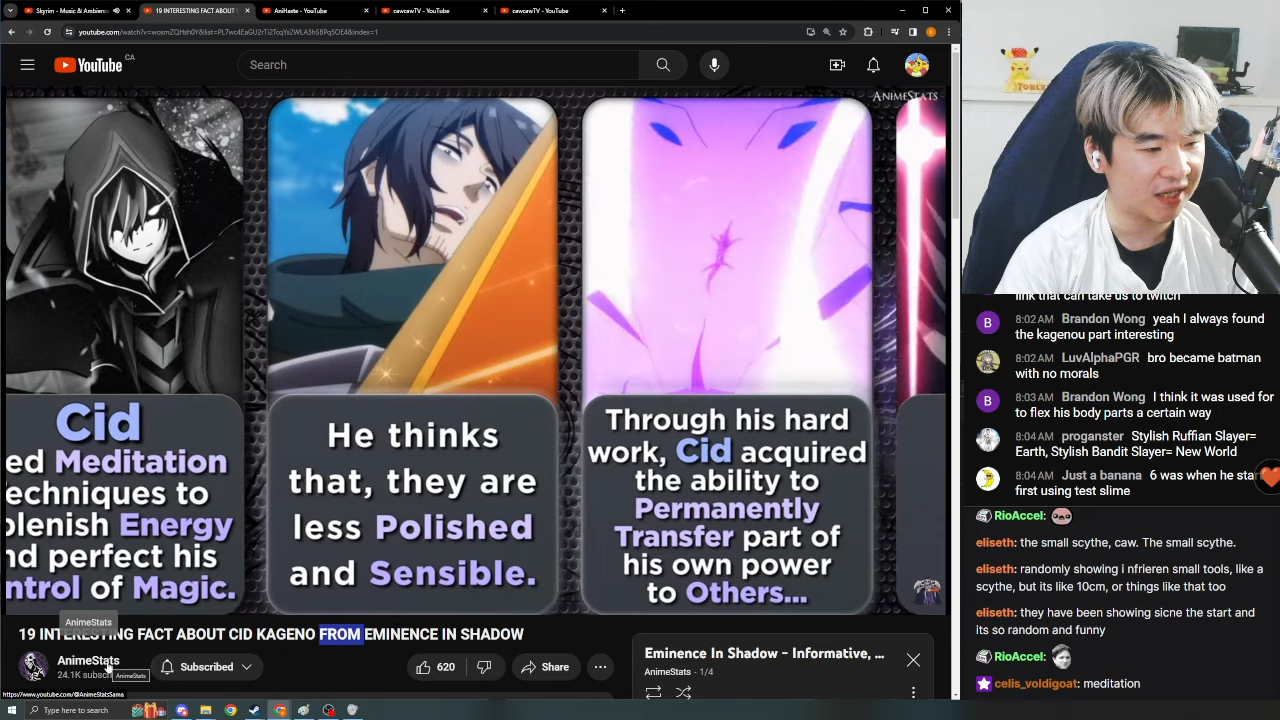 Skyrim - Music & Ambienc
19 INTERESTING FACT ABOUT
AniHaste - YouTube
cawcawTV - YouTube
cawcawTV - YouTube
youtube.com/watch?v=wosmZQHsh0Y&list=PL7wc4EaGU2rTi2TcqYs2WLA3hSBPq5OE4&index=1
YouTube CA
Search
ANIMESTATS
Cid
ed Meditation
echniques to
plenish Energy
nd perfect his
ntrol of Magic.
He thinks
that, they are
less Polished
and Sensible.
Through his hard
work, Cid acquired
the ability to
Permanently
Transfer part of
his own power
to Others...
AnimeStats
19 INTERESTING FACT ABOUT CID KAGENO FROM EMINENCE IN SHADOW
AnimeStats
24.1K subscr
AnimeStats
Subscribed
620
Share
Eminence In Shadow - Informative, ...
AnimeStats - 1/4
https://www.youtube.com/@AnimeStatsSama
Type here to search
link that can take us to twitch
B 8:02 AM Brandon Wong yeah I always found
the kagenou part interesting
8:02 AM LuvAlphaPGR bro became batman
with no morals
B 8:03 AM Brandon Wong I think it was used for
to flex his body parts a certain way
8:04 AM proganster Stylish Ruffian Slayer=
Earth, Stylish Bandit Slayer= New World
8:04 AM Just a banana 6 was when he star
first using test slime
RioAccel:
eliseth: the small scythe, caw. The small scythe.
eliseth: randomly showing i nfrieren small tools, like a
scythe, but its like 10cm, or things like that too
eliseth: they have been showing sicne the start and
its so random and funny
RioAccel:
celis_voldigoat: meditation